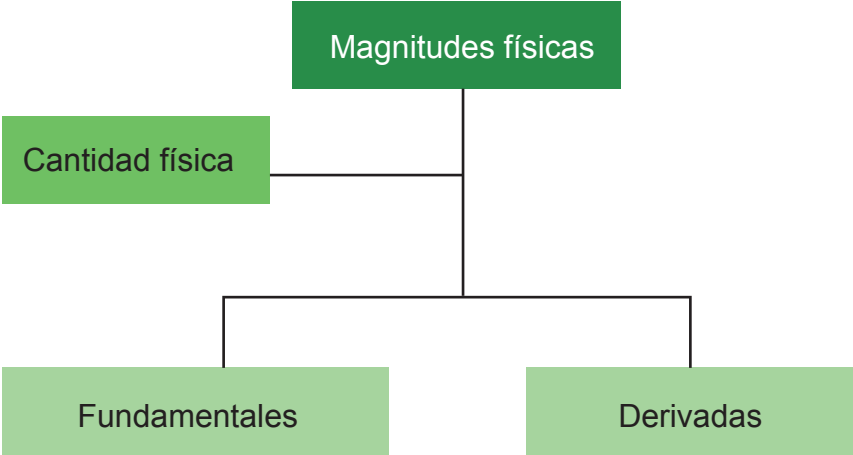 Magnitudes físicas
Cantidad física
Fundamentales
Derivadas